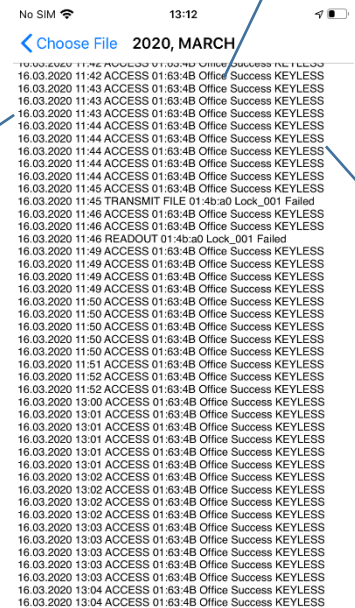 No SIM 13:12
Choose File 2020, MARCH
16.03.2020 11:42 ACCESS 01:63:4B Office Success KEYLESS
16.03.2020 11:42 ACCESS 01:63:4B Office Success KEYLESS
16.03.2020 11:43 ACCESS 01:63:4B Office Success KEYLESS
16.03.2020 11:43 ACCESS 01:63:4B Office Success KEYLESS
16.03.2020 11:43 ACCESS 01:63:4B Office Success KEYLESS
16.03.2020 11:44 ACCESS 01:63:4B Office Success KEYLESS
16.03.2020 11:44 ACCESS 01:63:4B Office Success KEYLESS
16.03.2020 11:44 ACCESS 01:63:4B Office Success KEYLESS
16.03.2020 11:44 ACCESS 01:63:4B Office Success KEYLESS
16.03.2020 11:44 ACCESS 01:63:4B Office Success KEYLESS
16.03.2020 11:45 ACCESS 01:63:4B Office Success KEYLESS
16.03.2020 11:45 TRANSMIT FILE 01:4b:a0 Lock_001 Failed
16.03.2020 11:46 ACCESS 01:63:4B Office Success KEYLESS
16.03.2020 11:46 ACCESS 01:63:4B Office Success KEYLESS
16.03.2020 11:46 READOUT 01:4b:a0 Lock_001 Failed
16.03.2020 11:49 ACCESS 01:63:4B Office Success KEYLESS
16.03.2020 11:49 ACCESS 01:63:4B Office Success KEYLESS
16.03.2020 11:49 ACCESS 01:63:4B Office Success KEYLESS
16.03.2020 11:49 ACCESS 01:63:4B Office Success KEYLESS
16.03.2020 11:50 ACCESS 01:63:4B Office Success KEYLESS
16.03.2020 11:50 ACCESS 01:63:4B Office Success KEYLESS
16.03.2020 11:50 ACCESS 01:63:4B Office Success KEYLESS
16.03.2020 11:50 ACCESS 01:63:4B Office Success KEYLESS
16.03.2020 11:50 ACCESS 01:63:4B Office Success KEYLESS
16.03.2020 11:51 ACCESS 01:63:4B Office Success KEYLESS
16.03.2020 11:52 ACCESS 01:63:4B Office Success KEYLESS
16.03.2020 11:52 ACCESS 01:63:4B Office Success KEYLESS
16.03.2020 13:00 ACCESS 01:63:4B Office Success KEYLESS
16.03.2020 13:01 ACCESS 01:63:4B Office Success KEYLESS
16.03.2020 13:01 ACCESS 01:63:4B Office Success KEYLESS
16.03.2020 13:01 ACCESS 01:63:4B Office Success KEYLESS
16.03.2020 13:01 ACCESS 01:63:4B Office Success KEYLESS
16.03.2020 13:01 ACCESS 01:63:4B Office Success KEYLESS
16.03.2020 13:02 ACCESS 01:63:4B Office Success KEYLESS
16.03.2020 13:02 ACCESS 01:63:4B Office Success KEYLESS
16.03.2020 13:02 ACCESS 01:63:4B Office Success KEYLESS
16.03.2020 13:02 ACCESS 01:63:4B Office Success KEYLESS
16.03.2020 13:03 ACCESS 01:63:4B Office Success KEYLESS
16.03.2020 13:03 ACCESS 01:63:4B Office Success KEYLESS
16.03.2020 13:03 ACCESS 01:63:4B Office Success KEYLESS
16.03.2020 13:03 ACCESS 01:63:4B Office Success KEYLESS
16.03.2020 13:03 ACCESS 01:63:4B Office Success KEYLESS
16.03.2020 13:04 ACCESS 01:63:4B Office Success KEYLESS
16.03.2020 13:04 ACCESS 01:63:4B Office Success KEYLESS